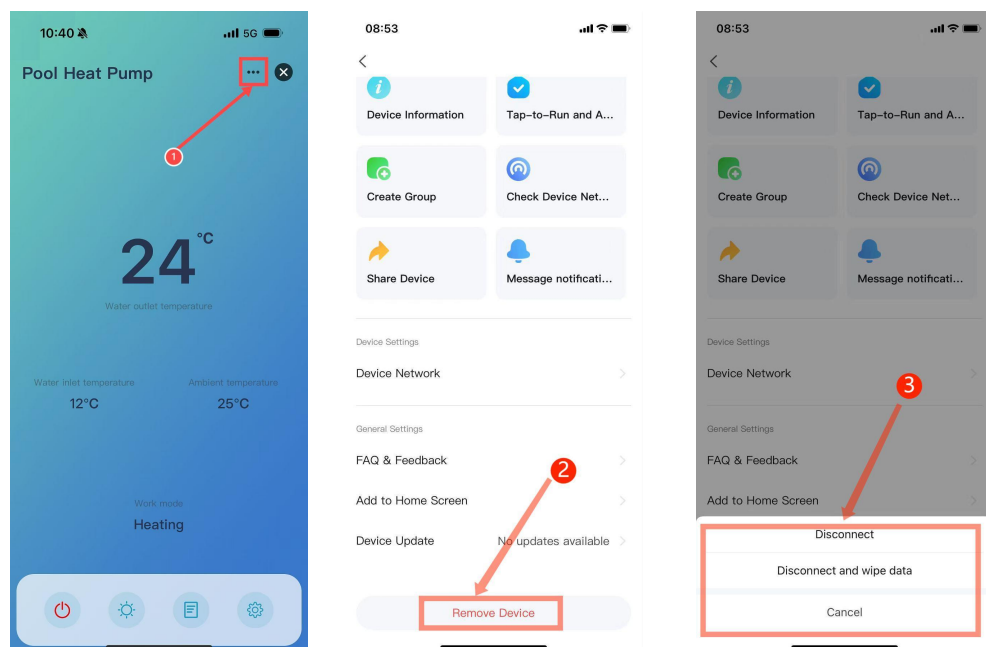 10:40
5G
Pool Heat Pump
1
24°C
Water outlet temperature
Water inlet temperature
Ambient temperature
12°C
25°C
Work mode
Heating
08:53
Device Information
Tap-to-Run and A...
Create Group
Check Device Net...
Share Device
Message notificati...
Device Settings
Device Network
General Settings
FAQ & Feedback
2
Add to Home Screen
Device Update
No updates available
Remove Device
08:53
Device Information
Tap-to-Run and A...
Create Group
Check Device Net...
Share Device
Message notificati...
Device Settings
Device Network
3
General Settings
FAQ & Feedback
Add to Home Screen
Disconnect
Disconnect and wipe data
Cancel